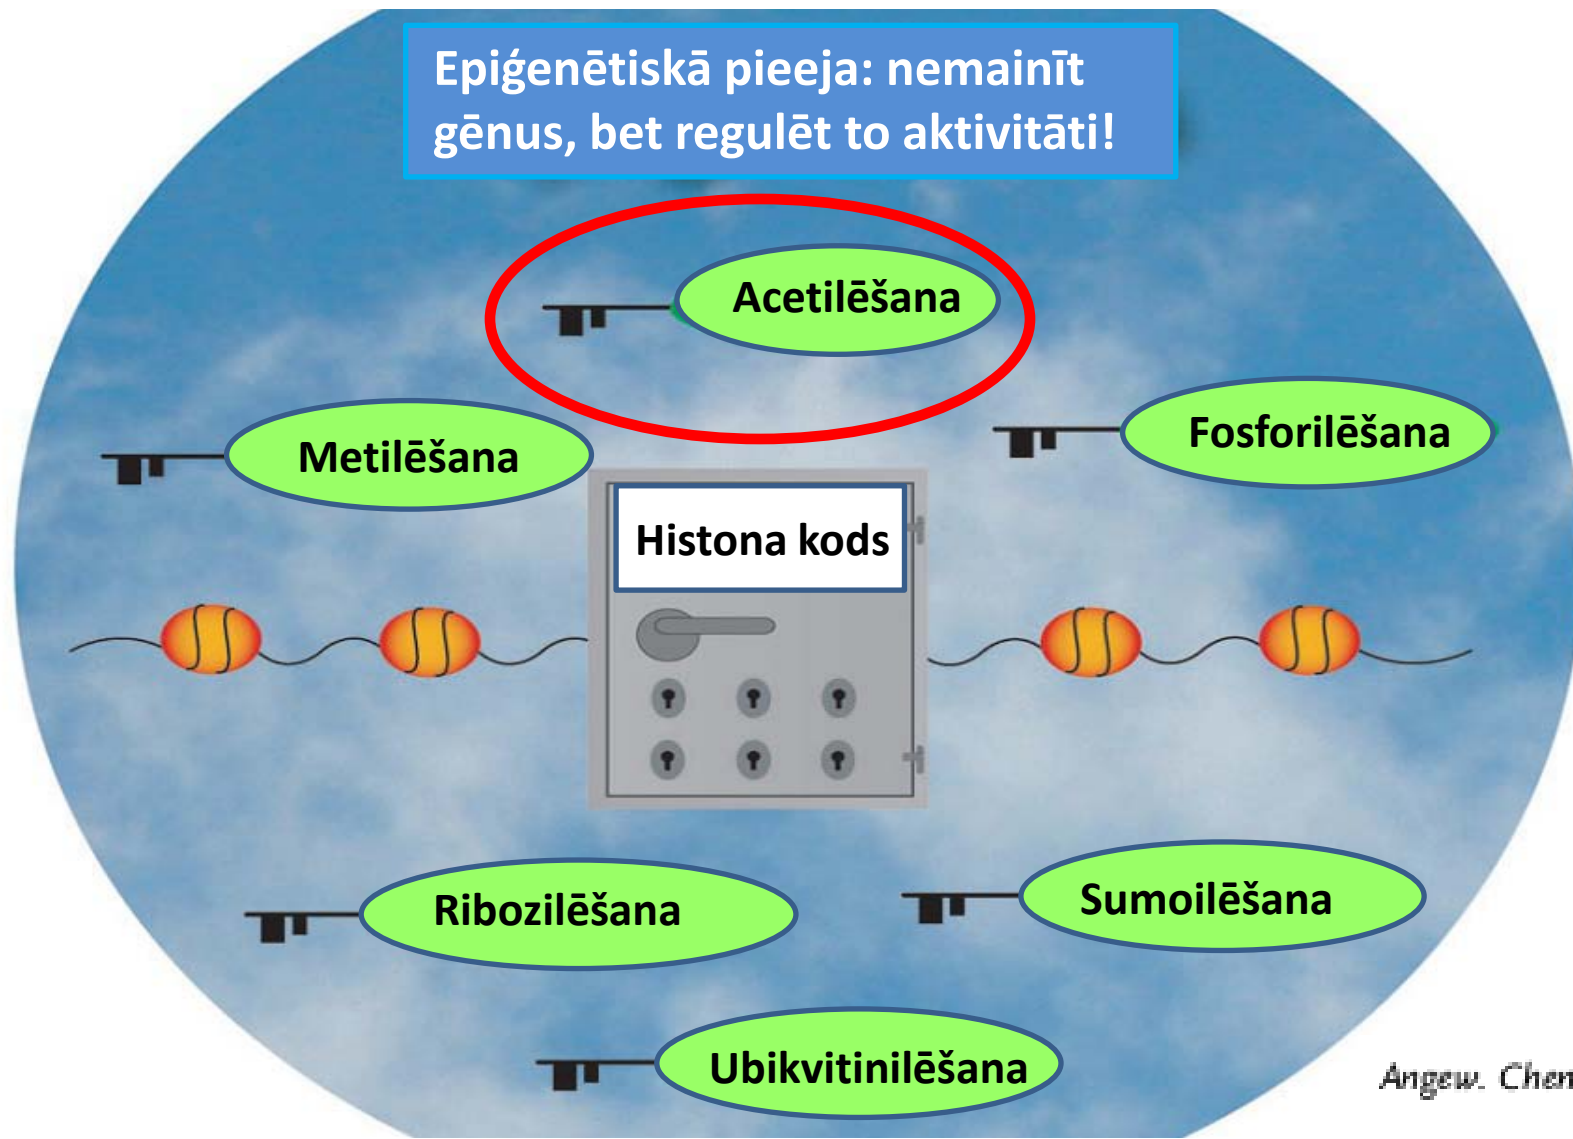 Epiģenētiskā pieeja: nemainīt
gēnus, bet regulēt to aktivitāti!
Acetilēšana
Metilēšana
Fosforilēšana
Histona kods
Ribozilēšana
Sumoilēšana
Ubikvitinilēšana
Angew. Chem